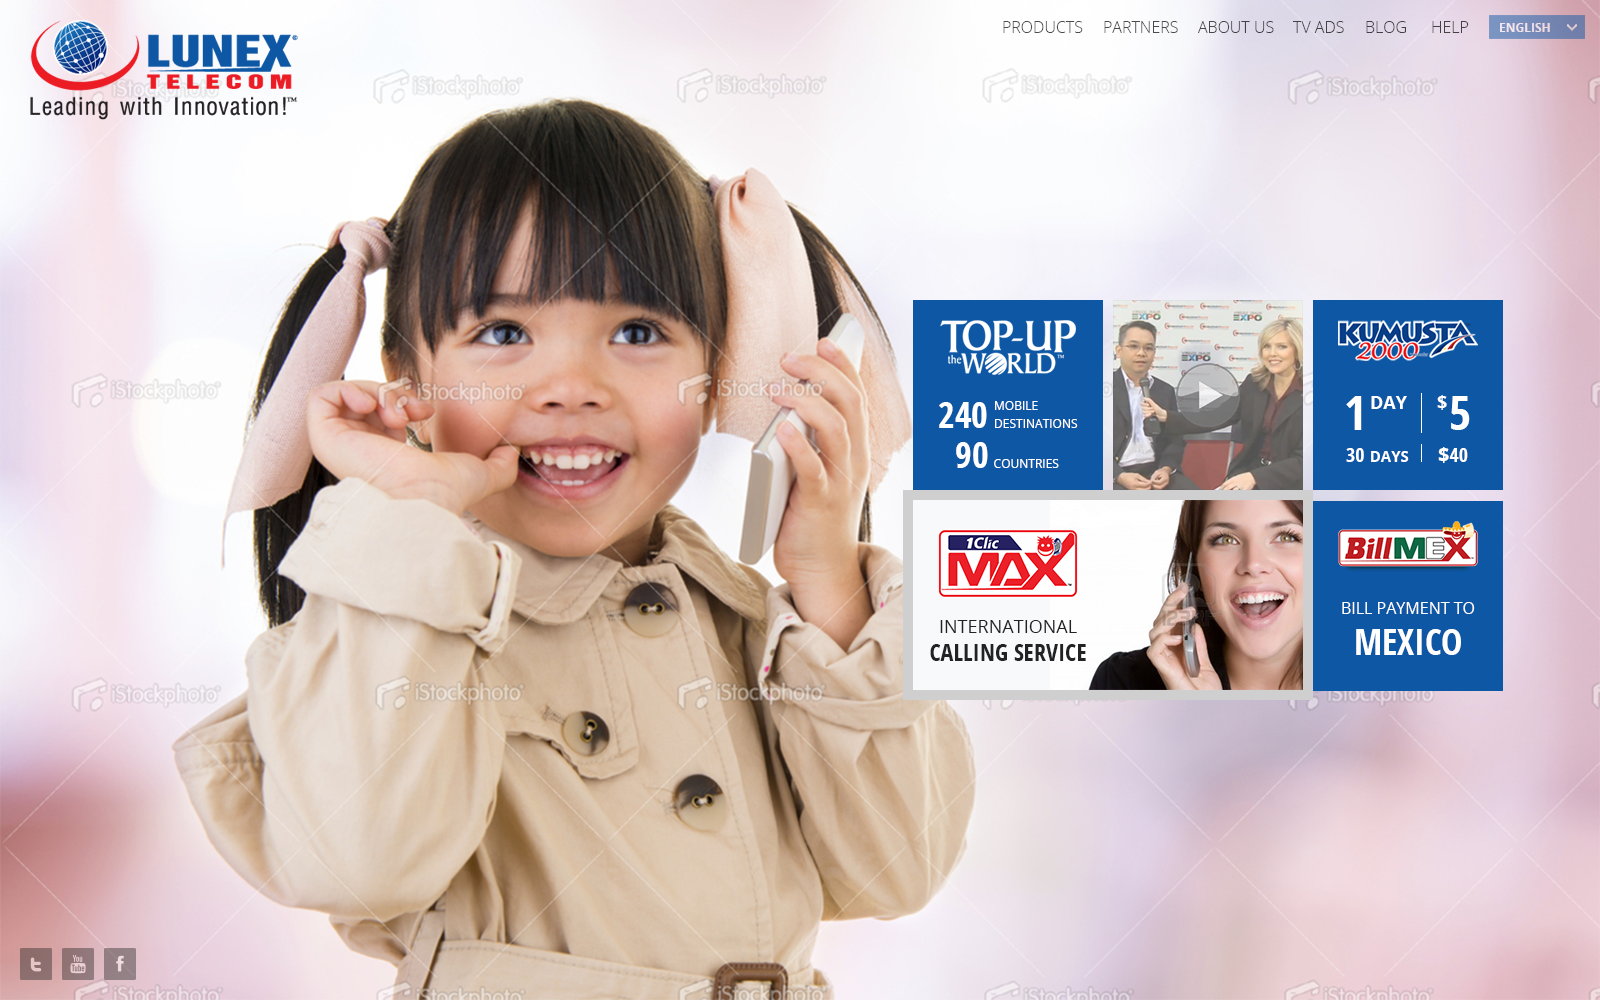 LUNEX®
TELECOM
Leading with Innovation!™
PRODUCTS PARTNERS ABOUT US TV ADS BLOG HELP ENGLISH
iStockphoto iStockphoto iStockphoto iStockphoto
TOP-UP
the WORLD™
240 MOBILE DESTINATIONS
90 COUNTRIES
EXPO
EXPO
EXPO
KUMUSTA
2000
1 DAY $5
30 DAYS $40
iStockphoto iStockphoto iStockphoto
1Clic
MAX
INTERNATIONAL
CALLING SERVICE
BillMEX
BILL PAYMENT TO
MEXICO
iStockphoto iStockphoto iStockphoto iStockphoto
You
Tube
iStockphoto iStockphoto iStockphoto iStockphoto iStockphoto